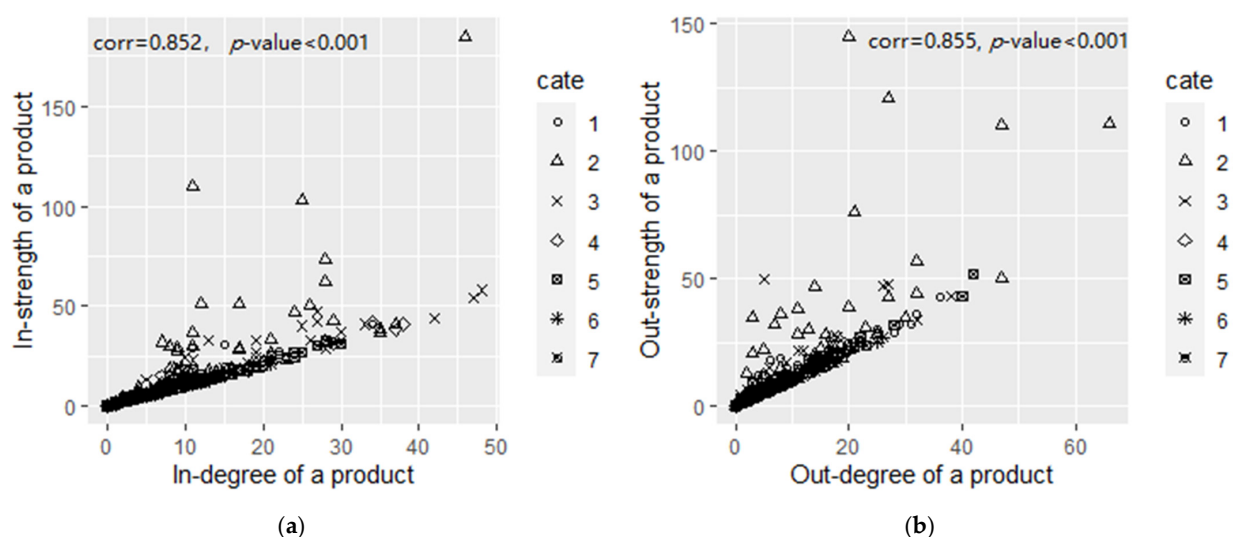 corr=0.852, p-value<0.001
In-strength of a product
150
100
50
0
0 10 20 30 40 50
In-degree of a product
cate
1
2
3
4
5
6
7
(a)
corr=0.855, p-value<0.001
Out-strength of a product
150
100
50
0
0 20 40 60
Out-degree of a product
cate
1
2
3
4
5
6
7
(b)